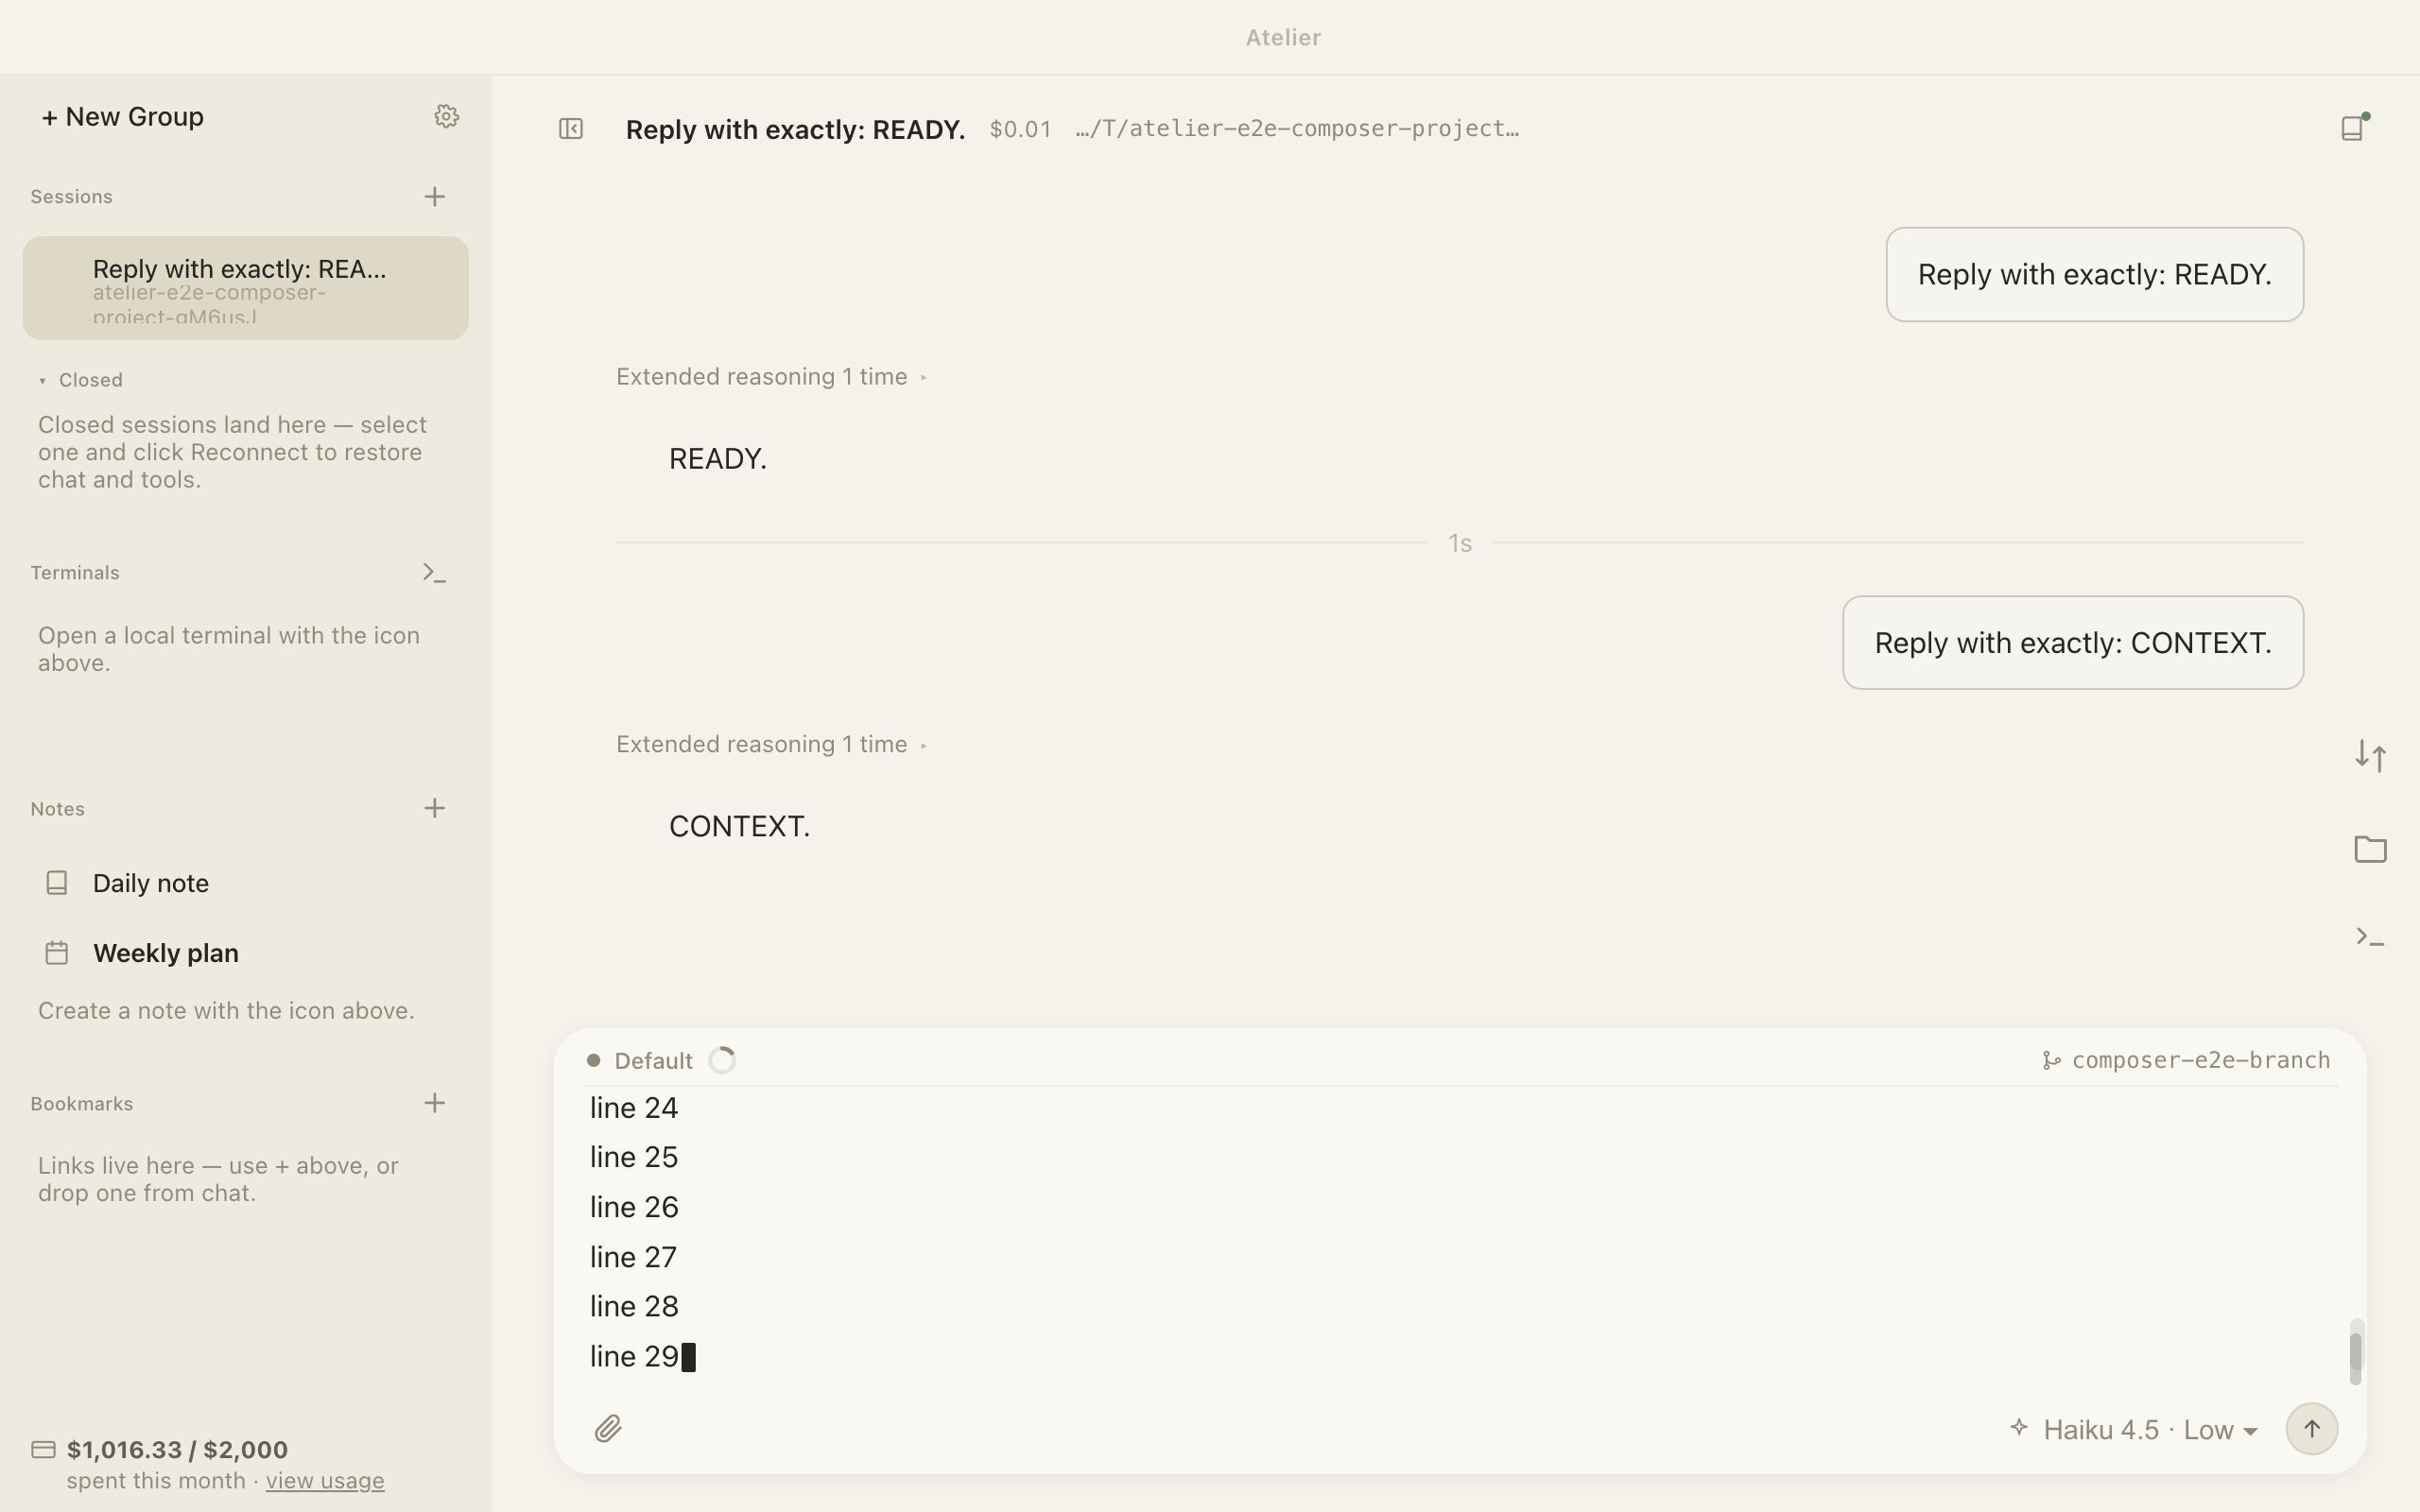 Atelier
+ New Group
Sessions
Reply with exactly: REA...
atelier-e2e-composer-
project-gM6usJ
Closed
Closed sessions land here — select
one and click Reconnect to restore
chat and tools.
Terminals
Open a local terminal with the icon
above.
Notes
Daily note
Weekly plan
Create a note with the icon above.
Bookmarks
Links live here — use + above, or
drop one from chat.
$1,016.33 / $2,000
spent this month · view usage
Reply with exactly: READY. $0.01 …/T/atelier-e2e-composer-project…
Reply with exactly: READY.
Extended reasoning 1 time
READY.
1s
Reply with exactly: CONTEXT.
Extended reasoning 1 time
CONTEXT.
Default composer-e2e-branch
line 24
line 25
line 26
line 27
line 28
line 29
Haiku 4.5 · Low